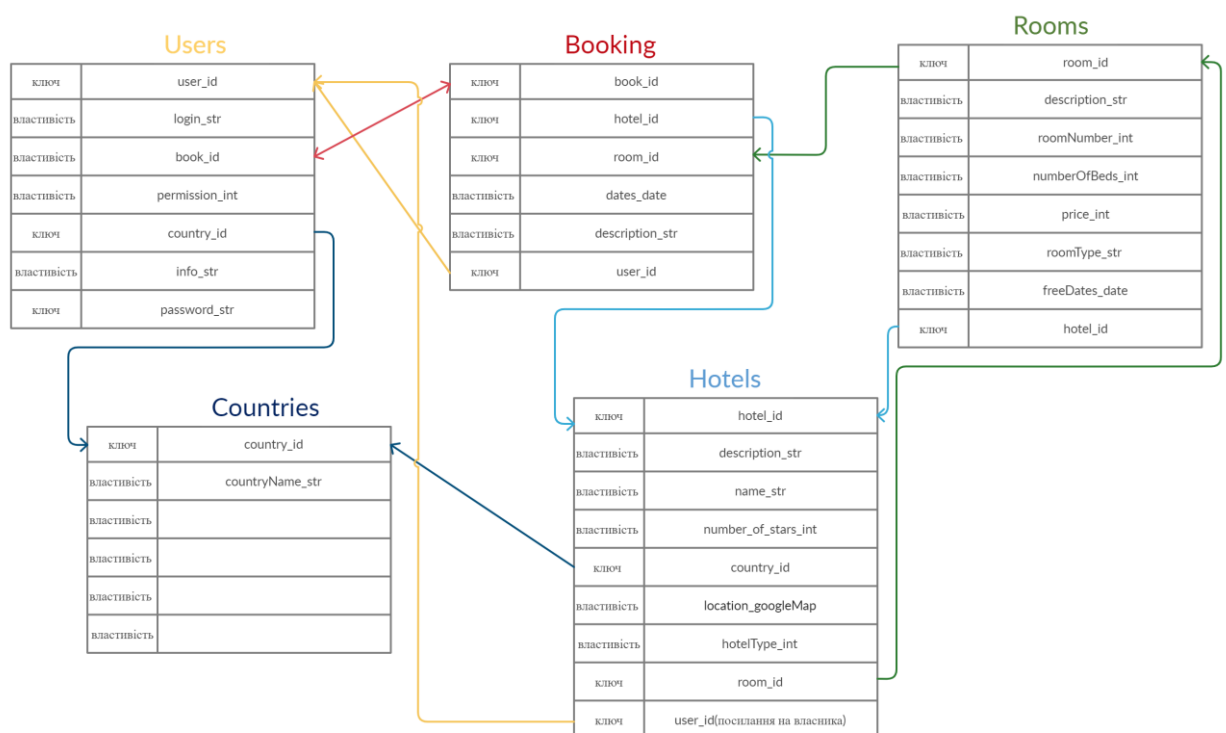 Users
ключ user_id
властивість login_str
властивість book_id
властивість permission_int
ключ country_id
властивість info_str
ключ password_str
Booking
ключ book_id
ключ hotel_id
ключ room_id
властивість dates_date
властивість description_str
ключ user_id
Rooms
ключ room_id
властивість description_str
властивість roomNumber_int
властивість numberOfBeds_int
властивість price_int
властивість roomType_str
властивість freeDates_date
ключ hotel_id
Countries
ключ country_id
властивість countryName_str
властивість
властивість
властивість
властивість
Hotels
ключ hotel_id
властивість description_str
властивість name_str
властивість number_of_stars_int
ключ country_id
властивість location_googleMap
властивість hotelType_int
ключ room_id
ключ user_id(посилання на власника)